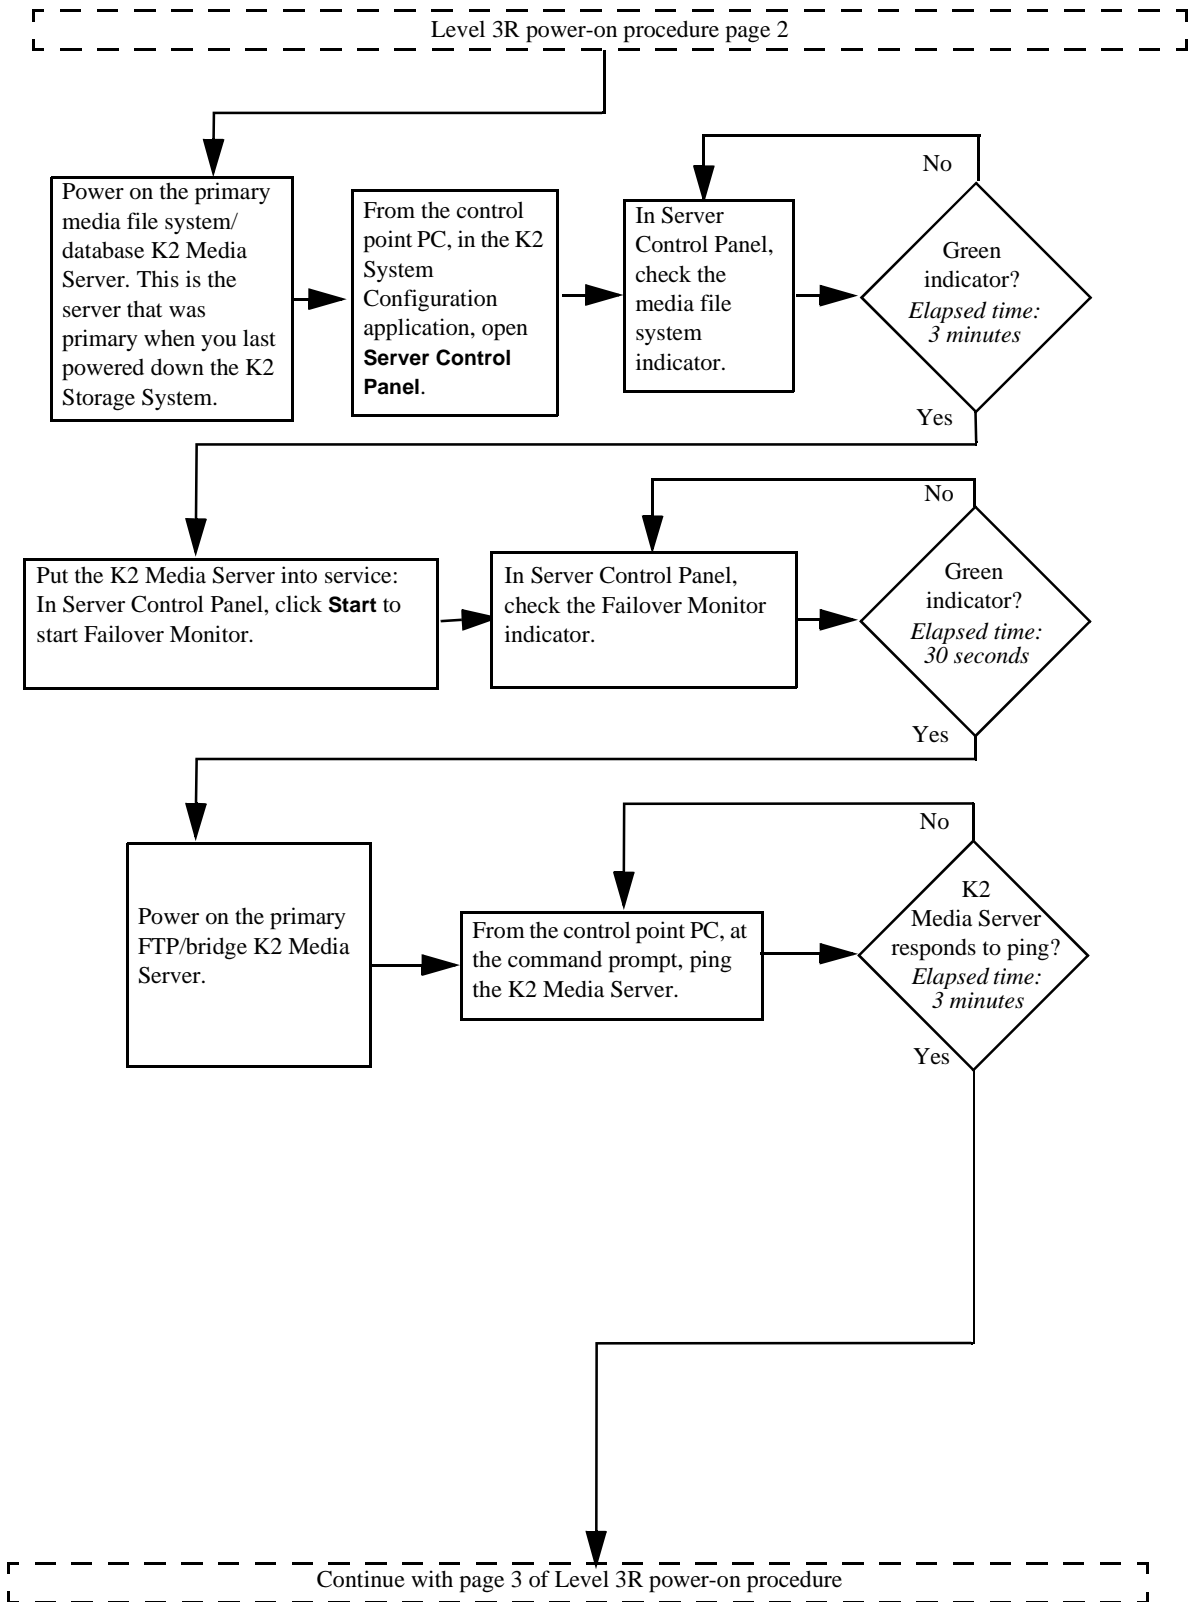 Level 3R power-on procedure page 2
Power on the primary
media file system/
database K2 Media
Server. This is the
server that was
primary when you last
powered down the K2
Storage System.
From the control
point PC, in the K2
System
Configuration
application, open
Server Control
Panel.
In Server
Control Panel,
check the
media file
system
indicator.
No
Green
indicator?
Elapsed time:
3 minutes
Yes
Put the K2 Media Server into service:
In Server Control Panel, click Start to
start Failover Monitor.
In Server Control Panel,
check the Failover Monitor
indicator.
No
Green
indicator?
Elapsed time:
30 seconds
Yes
Power on the primary
FTP/bridge K2 Media
Server.
From the control point PC, at
the command prompt, ping
the K2 Media Server.
No
K2
Media Server
responds to ping?
Elapsed time:
3 minutes
Yes
Continue with page 3 of Level 3R power-on procedure